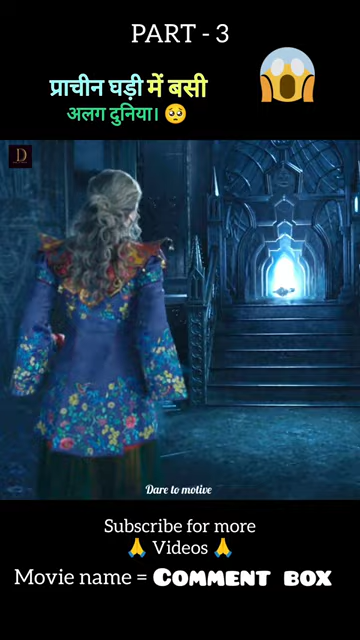 PART - 3
प्राचीन घड़ी में बसी
अलग दुनिया। 🥺
D
Dare to motive
Subscribe for more
🙏 Videos 🙏
Movie name = COMMENT BOX